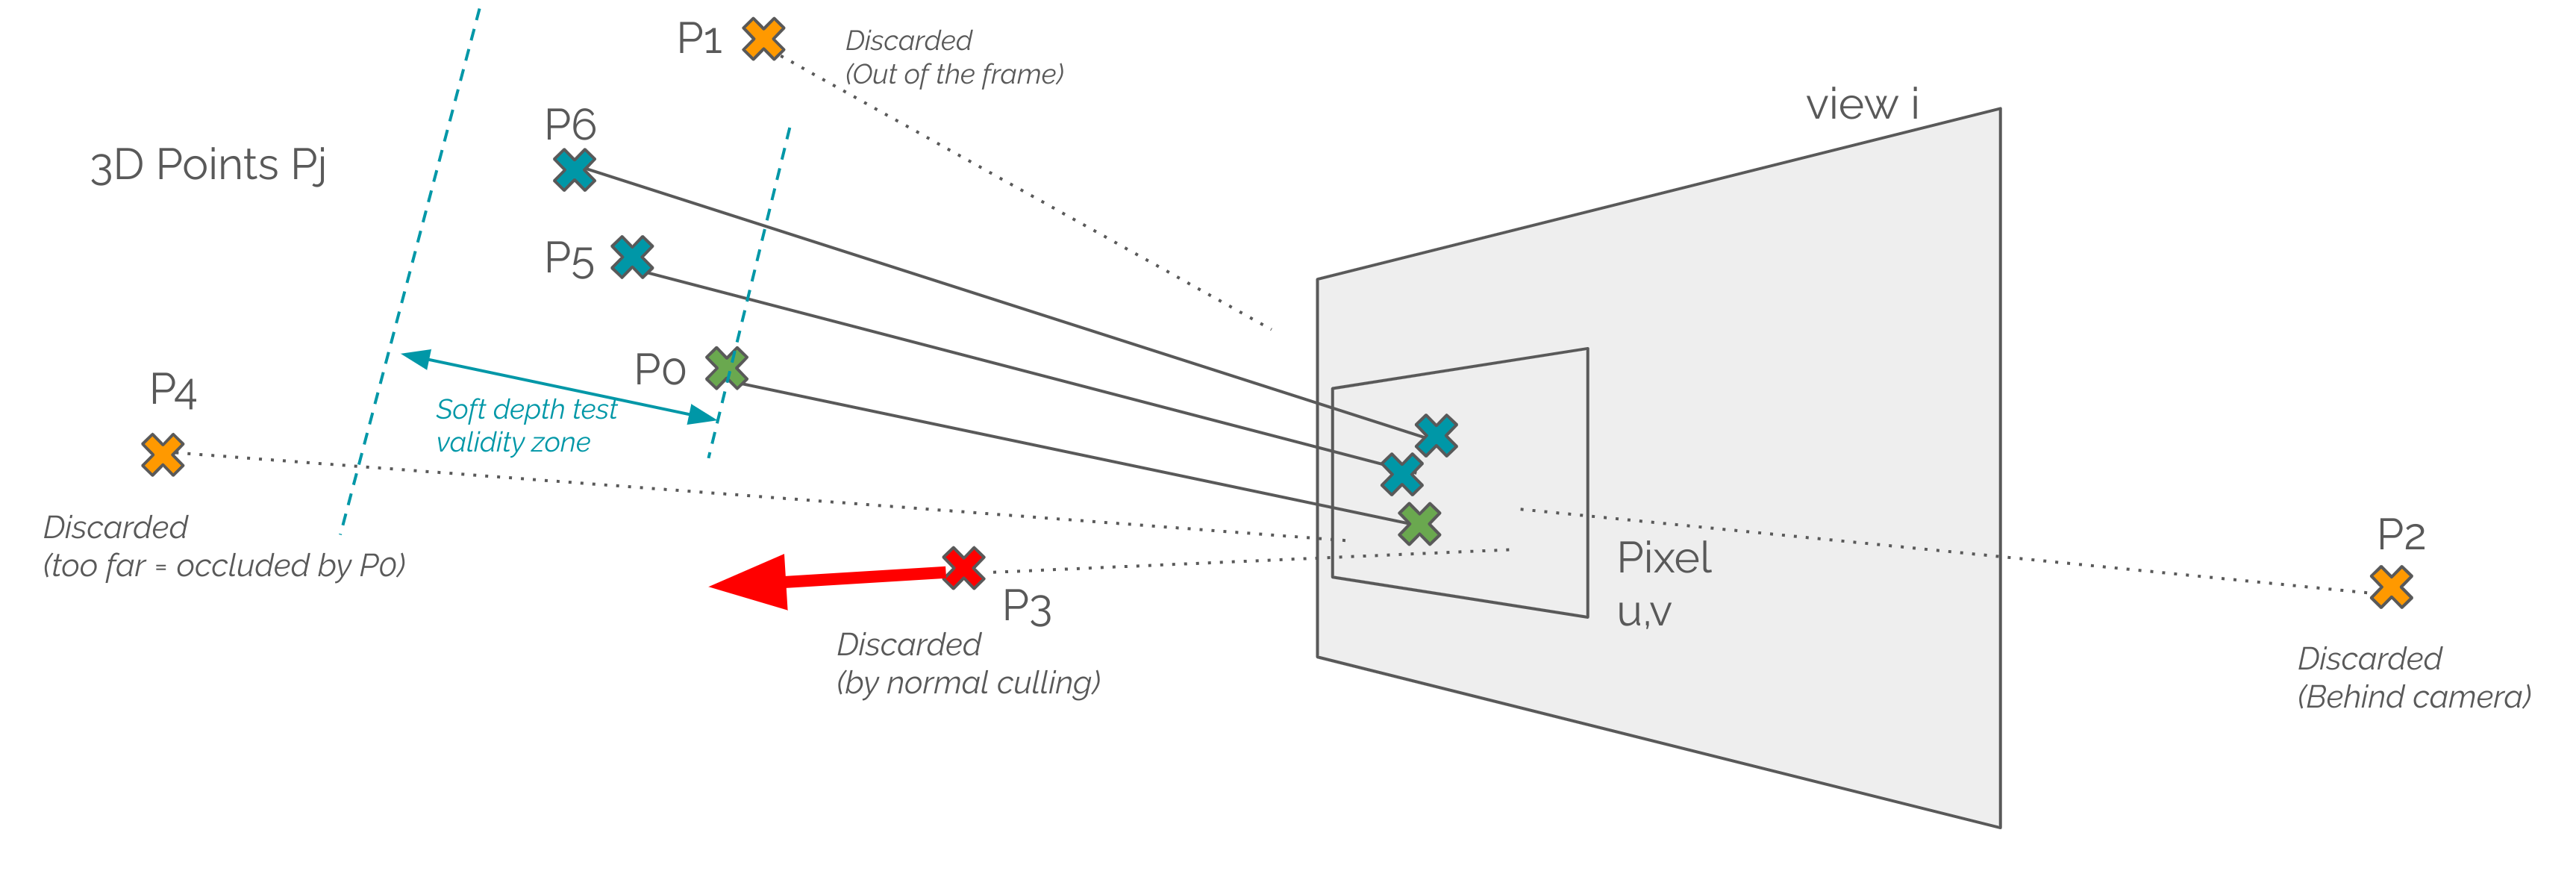 P1
Discarded
(Out of the frame)
view i
P6
3D Points Pj
P5
P0
P4
Soft depth test
validity zone
Discarded
(too far = occluded by P0)
P2
Pixel
u,v
P3
Discarded
(by normal culling)
Discarded
(Behind camera)